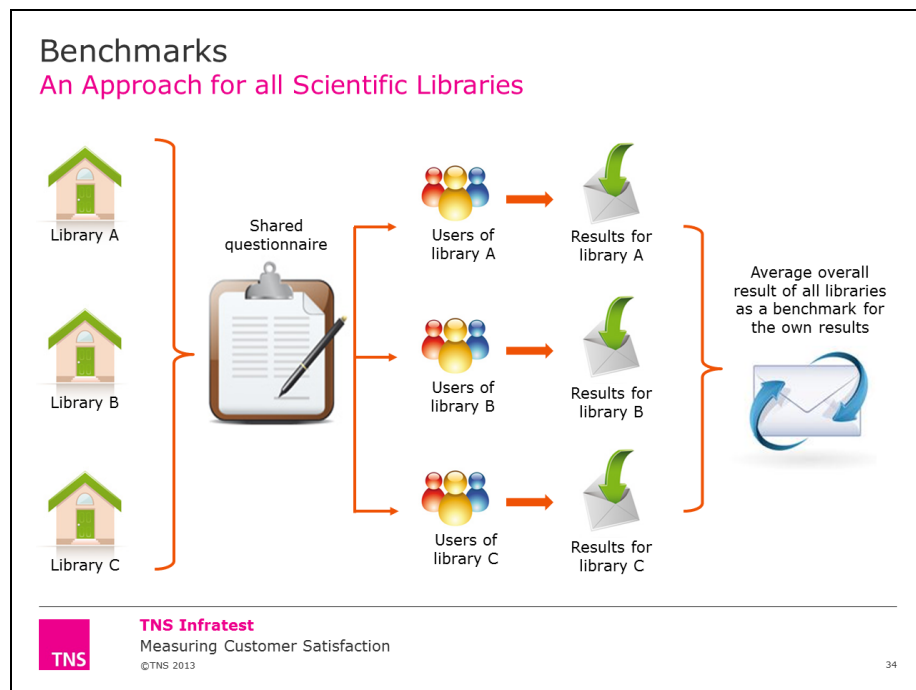 Benchmarks
An Approach for all Scientific Libraries
Library A
Library B
Library C
Shared
questionnaire
Users of
library A
Results for
library A
Users of
library B
Results for
library B
Users of
library C
Results for
library C
Average overall
result of all libraries
as a benchmark for
the own results
TNS
TNS Infratest
Measuring Customer Satisfaction
©TNS 2013
34